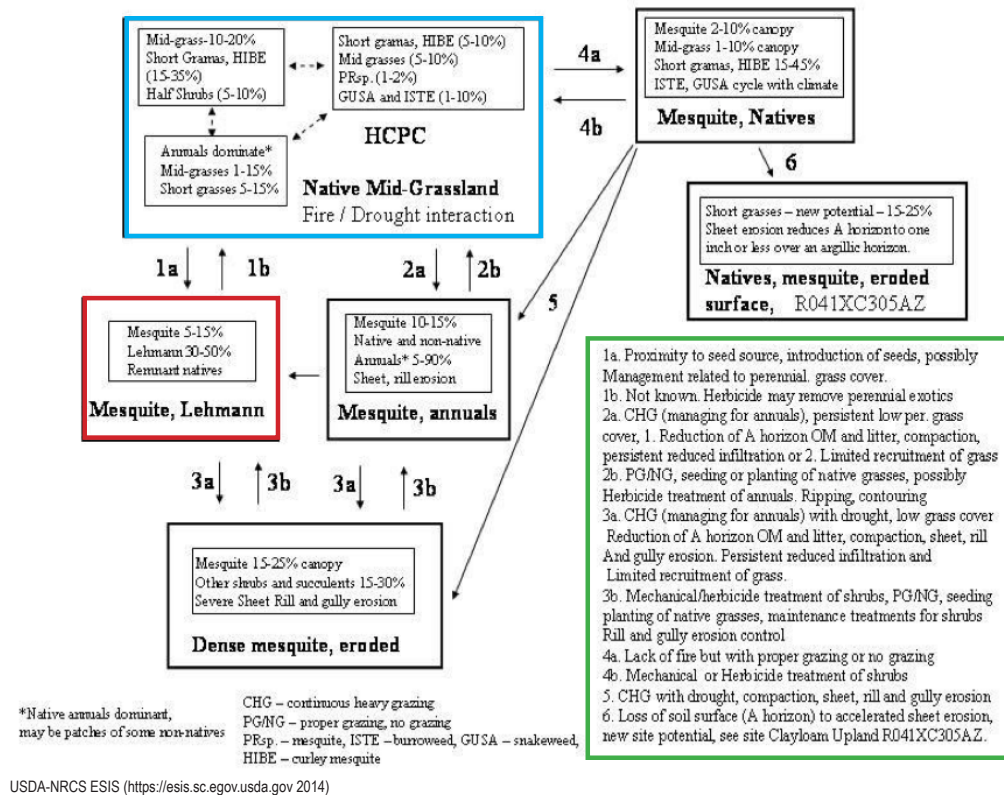 Mid-grass-10-20%
Short Gramas, HIBE
(15-35%)
Half Shrubs (5-10%)
Short gramas, HIBE (5-10%)
Mid grasses (5-10%)
PRsp. (1-2%)
GUSA and ISTE (1-10%)
HCPC
Annuals dominate*
Mid-grasses 1-15%
Short grasses 5-15%
Native Mid-Grassland
Fire / Drought interaction
4a
4b
Mesquite 2-10% canopy
Mid-grass 1-10% canopy
Short gramas, HIBE 15-45%
ISTE, GUSA cycle with climate
Mesquite, Natives
6
Short grasses – new potential – 15-25%
Sheet erosion reduces A horizon to one
inch or less over an argillic horizon.
Natives, mesquite, eroded
surface, R041XC305AZ
1a
1b
2a
2b
5
Mesquite 5-15%
Lehmann 30-50%
Remnant natives
Mesquite, Lehmann
Mesquite 10-15%
Native and non-native
Annuals* 5-90%
Sheet, rill erosion
Mesquite, annuals
3a
3b
3a
3b
Mesquite 15-25% canopy
Other shrubs and succulents 15-30%
Severe Sheet Rill and gully erosion
Dense mesquite, eroded
1a. Proximity to seed source, introduction of seeds, possibly
Management related to perennial. grass cover.
1b. Not known. Herbicide may remove perennial exotics
2a. CHG (managing for annuals), persistent low per. grass
cover, 1. Reduction of A horizon OM and litter, compaction,
persistent reduced infiltration or 2. Limited recruitment of grass
2b. PG/NG, seeding or planting of native grasses, possibly
Herbicide treatment of annuals. Ripping, contouring
3a. CHG (managing for annuals) with drought, low grass cover
Reduction of A horizon OM and litter, compaction, sheet, rill
And gully erosion. Persistent reduced infiltration and
Limited recruitment of grass.
3b. Mechanical/herbicide treatment of shrubs, PG/NG, seeding
planting of native grasses, maintenance treatments for shrubs
Rill and gully erosion control
4a. Lack of fire but with proper grazing or no grazing
4b. Mechanical or Herbicide treatment of shrubs
5. CHG with drought, compaction, sheet, rill and gully erosion
6. Loss of soil surface (A horizon) to accelerated sheet erosion,
new site potential, see site Clayloam Upland R041XC305AZ.
*Native annuals dominant,
may be patches of some non-natives
CHG – continuous heavy grazing
PG/NG – proper grazing, no grazing
PRsp. – mesquite, ISTE –burroweed, GUSA – snakeweed,
HIBE – curley mesquite
USDA-NRCS ESIS (https://esis.sc.egov.usda.gov 2014)